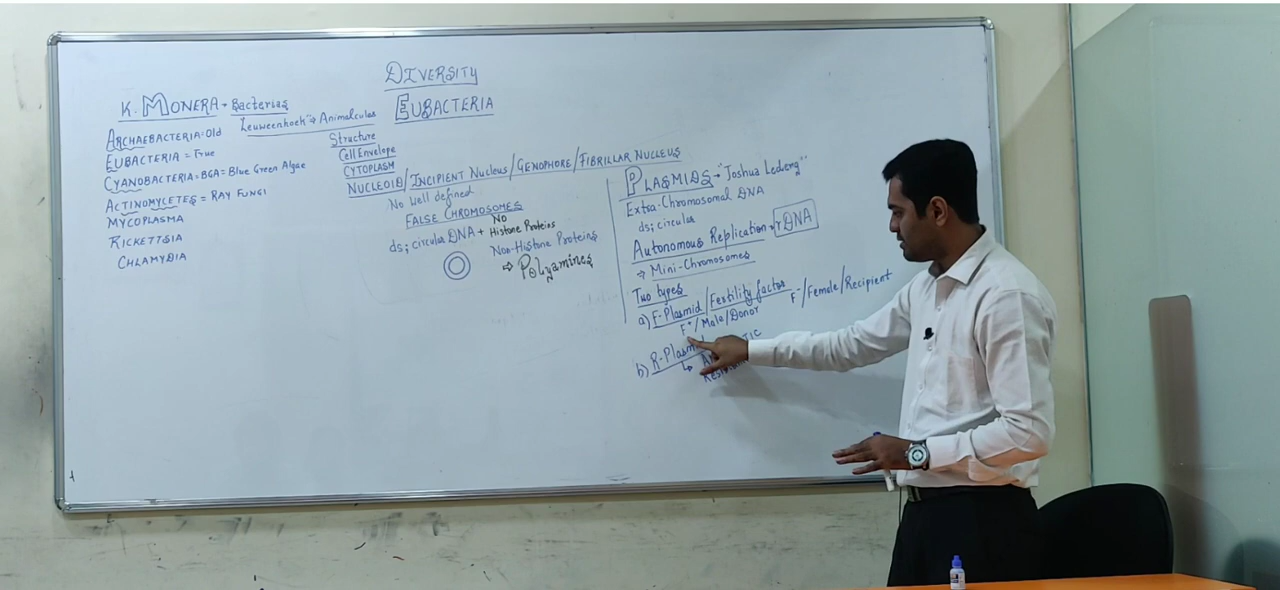 DIVERSITY
EUBACTERIA
K. MONERA → Bacterias
Leuweenhoek" → Animalcules
ARCHAEBACTERIA = Old
EUBACTERIA = True
CYANOBACTERIA = BGA = Blue Green Algae
ACTINOMYCETES = RAY FUNGI
MYCOPLASMA
RICKETTSIA
CHLAMYDIA
Structure
Cell Envelope
CYTOPLASM
NUCLEOID/INCIPIENT NUCLEUS/GENOPHORE/FIBRILLAR NUCLEUS
No well defined
FALSE CHROMOSOMES
ds; circular DNA + No Histone Proteins
Non-Histone Proteins
⇒ Polyamines
PLASMIDS → "Joshua Lederg"
Extra-Chromosomal DNA
ds; circular
Autonomous Replication → rDNA
⇒ Mini-Chromosomes
Two types
a) F-Plasmid/Fertility factor
F⁺/Male/Donor
F⁻/Female/Recipient
b) R-Plasm